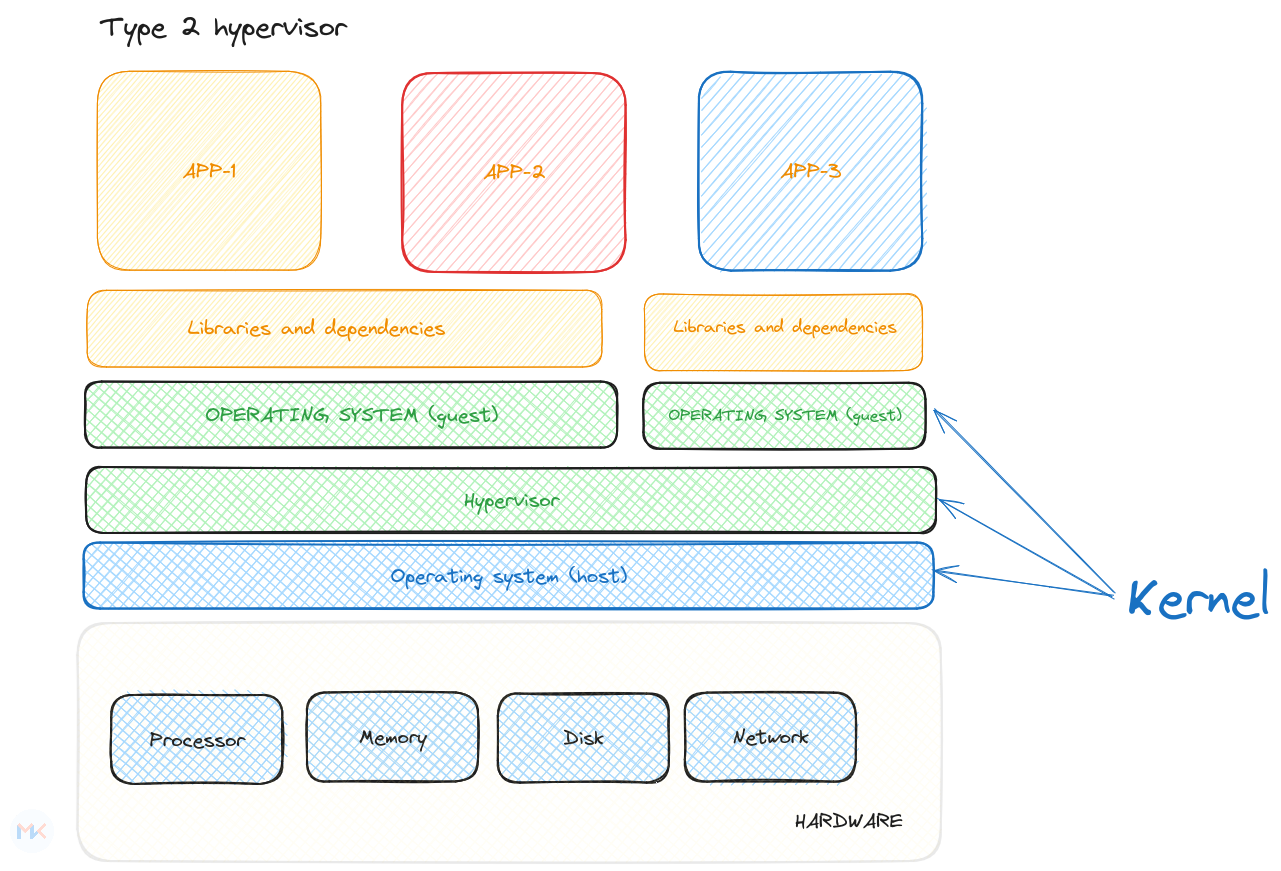 Type 2 hypervisor
APP-1
APP-2
APP-3
Libraries and dependencies
Libraries and dependencies
OPERATING SYSTEM (guest)
OPERATING SYSTEM (guest)
Hypervisor
Operating system (host)
Kernel
Processor
Memory
Disk
Network
HARDWARE
MK